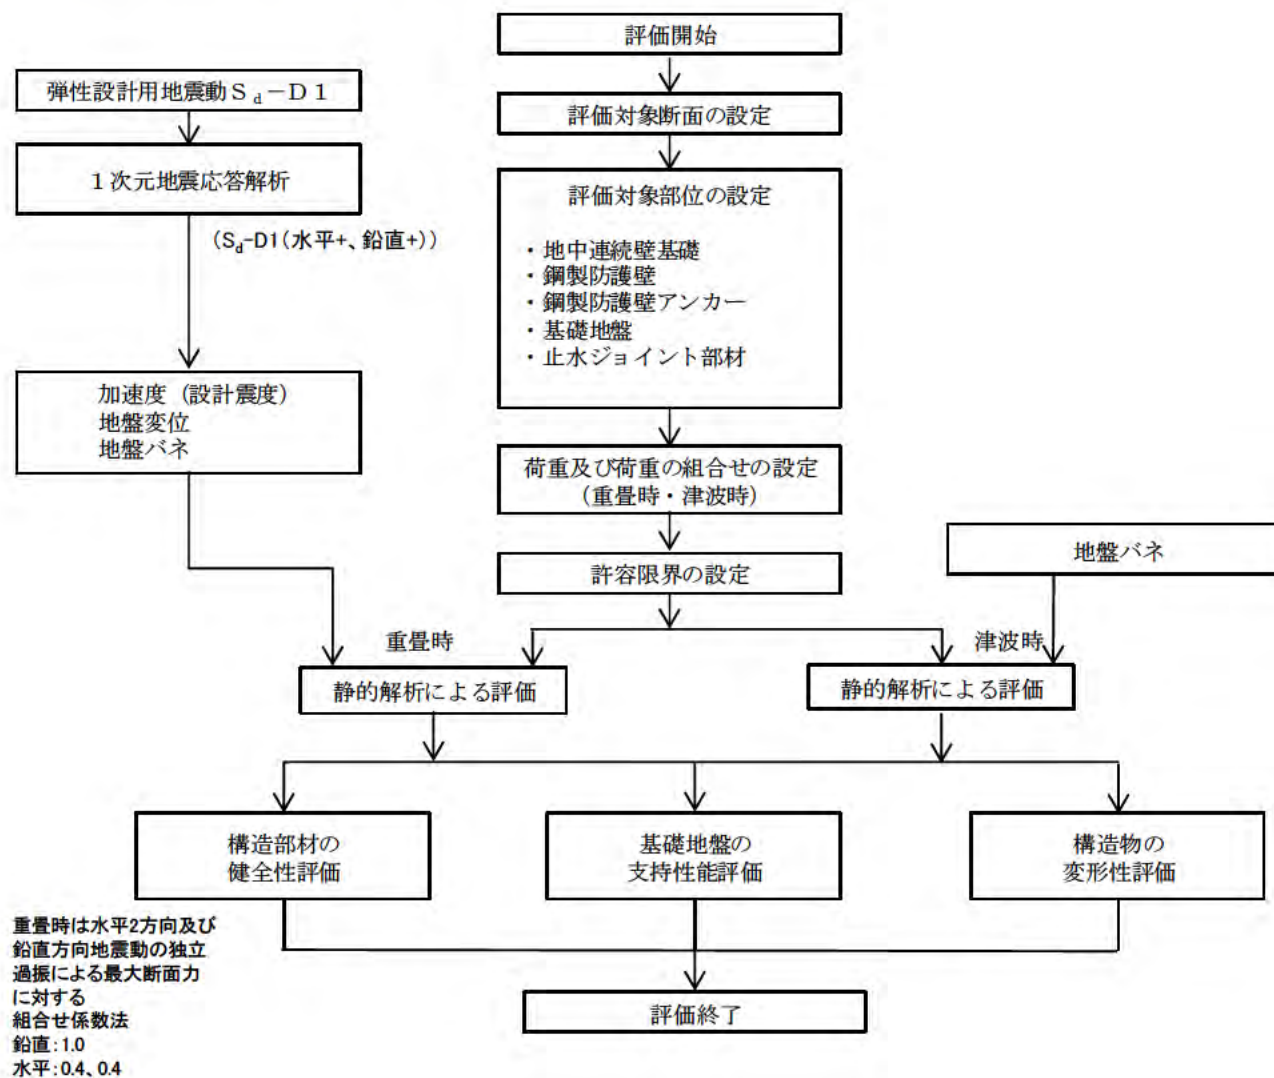 評価開始
弾性設計用地震動Sd－D1
評価対象断面の設定
1次元地震応答解析
評価対象部位の設定
（Sd-D1（水平+、鉛直+））
・地中連続壁基礎
・鋼製防護壁
・鋼製防護壁アンカー
・基礎地盤
・止水ジョイント部材
加速度（設計震度）
地盤変位
地盤バネ
荷重及び荷重の組合せの設定
（重畳時・津波時）
地盤バネ
許容限界の設定
重畳時
津波時
静的解析による評価
静的解析による評価
構造部材の
健全性評価
基礎地盤の
支持性能評価
構造物の
変形性評価
重畳時は水平2方向及び
鉛直方向地震動の独立
過振による最大断面力
に対する
組合せ係数法
鉛直：1.0
水平：0.4、0.4
評価終了